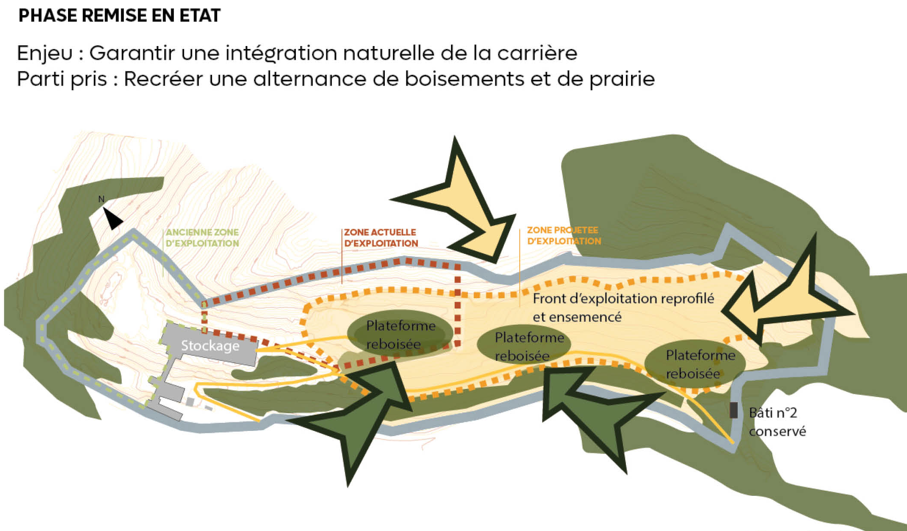 PHASE REMISE EN ETAT
Enjeu : Garantir une intégration naturelle de la carrière
Parti pris : Recréer une alternance de boisements et de prairie
N
ANCIENNE ZONE
D'EXPLOITATION
ZONE ACTUELLE
D'EXPLOITATION
ZONE PROJETEE
D'EXPLOITATION
Front d'exploitation reprofilé
et ensemencé
Stockage
Plateforme
reboisée
Plateforme
reboisée
Plateforme
reboisée
Bâti n°2
conservé